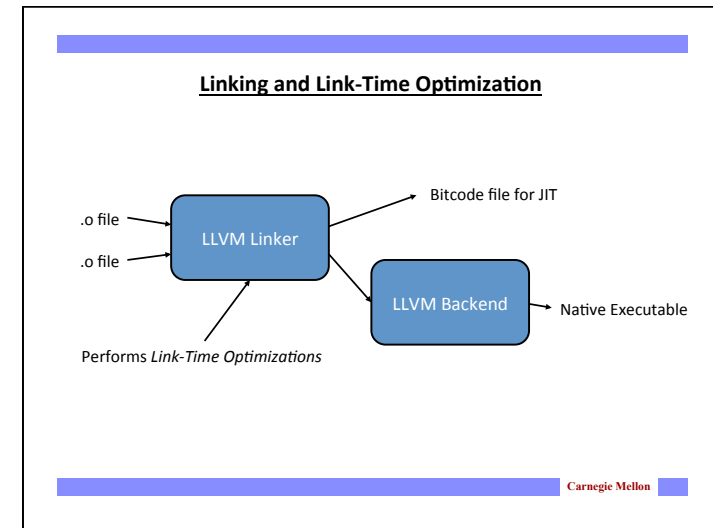 Linking and Link-Time Optimization
Bitcode file for JIT
.o file
LLVM Linker
.o file
LLVM Backend
Native Executable
Performs Link-Time Optimizations
Carnegie Mellon